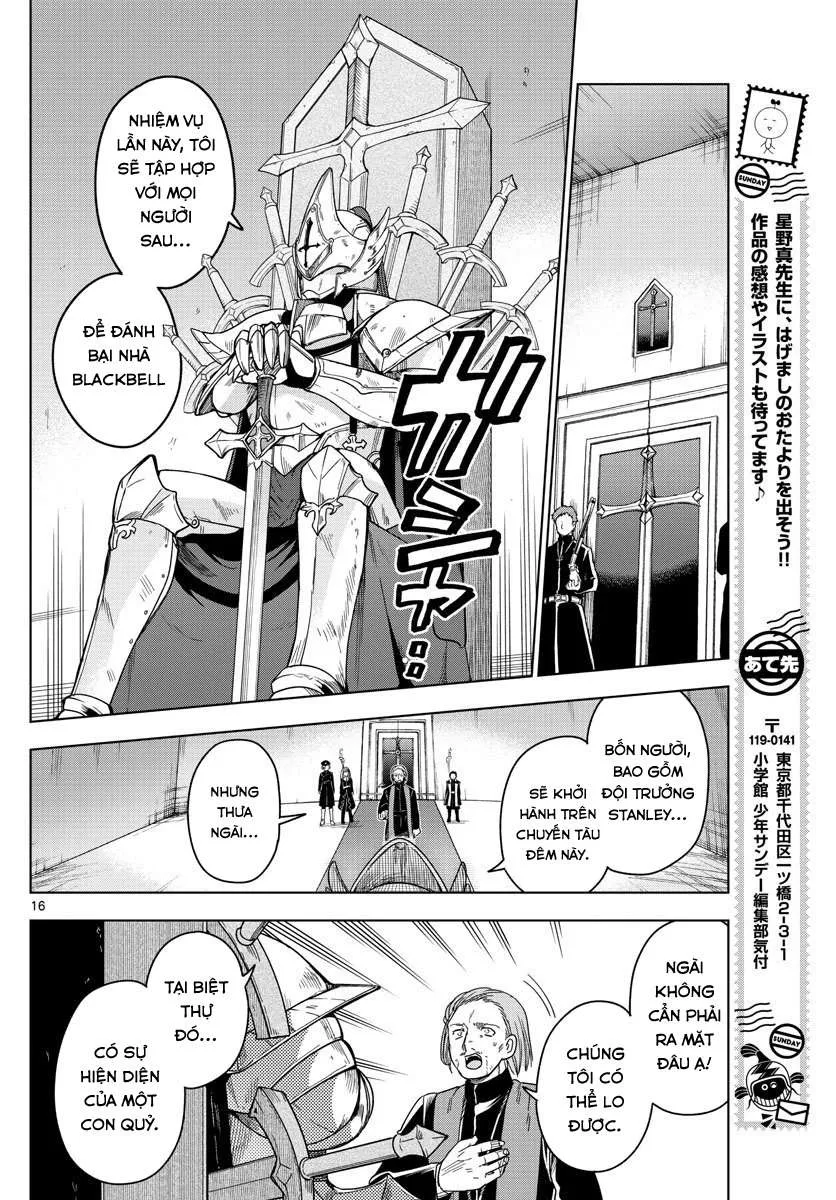 NHIỆM VỤ
LẦN NÀY, TÔI
SẼ TẬP HỢP
VỚI MỌI
NGƯỜI
SAU...
ĐỂ ĐÁNH
BẠI NHÀ
BLACKBELL
ガシャ…
BỐN NGƯỜI,
BAO GỒM
ĐỘI TRƯỞNG
STANLEY...
SẼ KHỞI
HÀNH TRÊN
CHUYẾN TÀU
ĐÊM NÀY.
NHƯNG
THƯA
NGÀI...
16
NGÀI
KHÔNG
CẦN PHẢI
RA MẶT
ĐÂU Ạ!
CHÚNG
TÔI CÓ
THỂ LO
ĐƯỢC.
TẠI BIỆT
THỰ
ĐÓ...
CÓ SỰ
HIỆN DIỆN
CỦA MỘT
CON QUỶ.
SUNDAY
星野真先生に、はげましのおたよりを出そう!!
作品の感想やイラストも待ってます♪
あて先
〒
119-0141
東京都千代田区一ツ橋2-3-1
小学館 少年サンデー編集部気付
SUNDAY